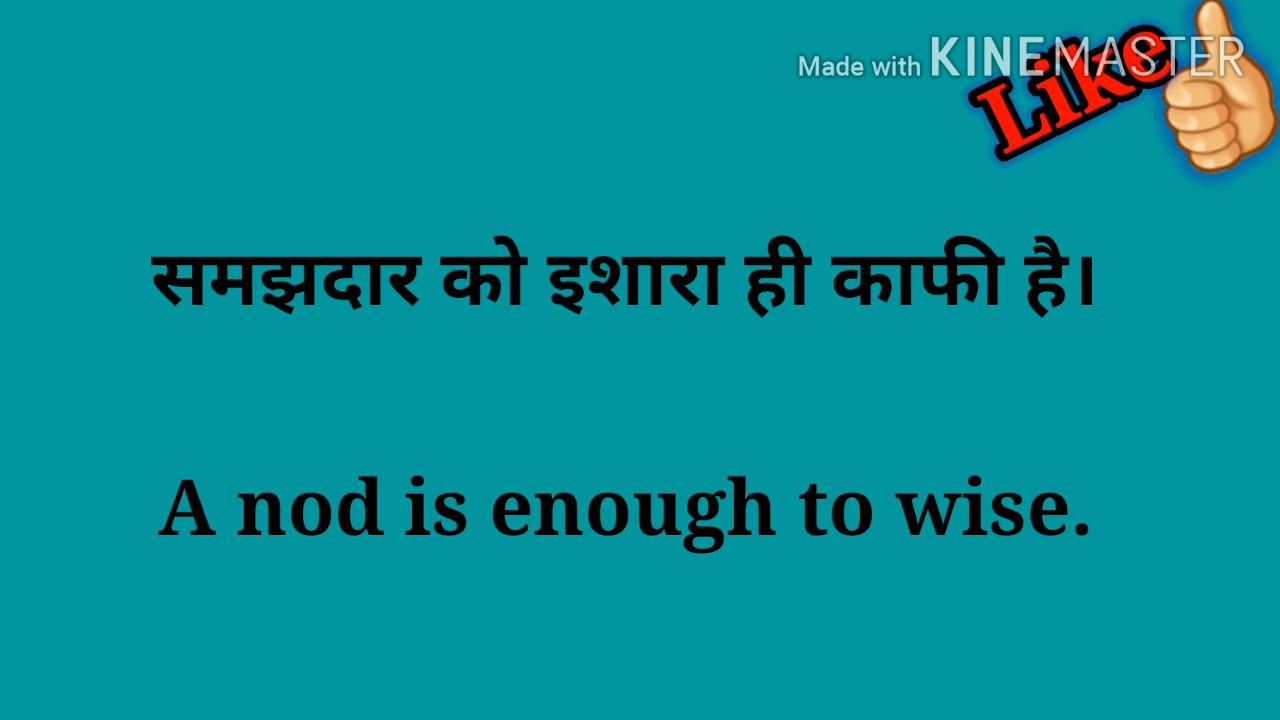 Made with KINEMASTER
Like
समझदार को इशारा ही काफी है।
A nod is enough to wise.